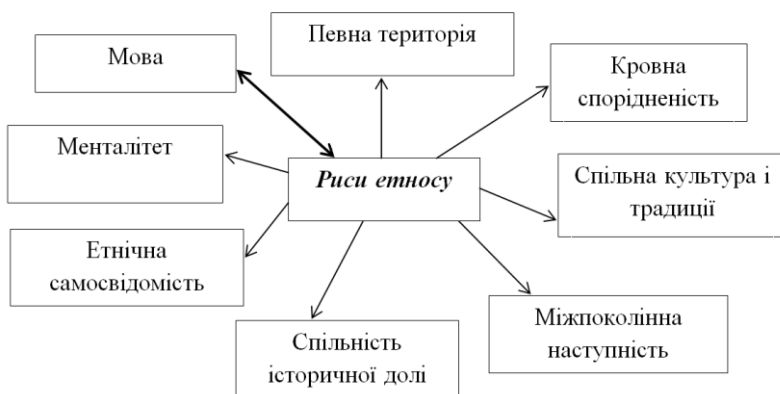 Певна територія
Мова
Кровна
спорідненість
Менталітет
Риси етносу
Спільна культура і
традиції
Етнічна
самосвідомість
Міжпоколінна
наступність
Спільність
історичної долі